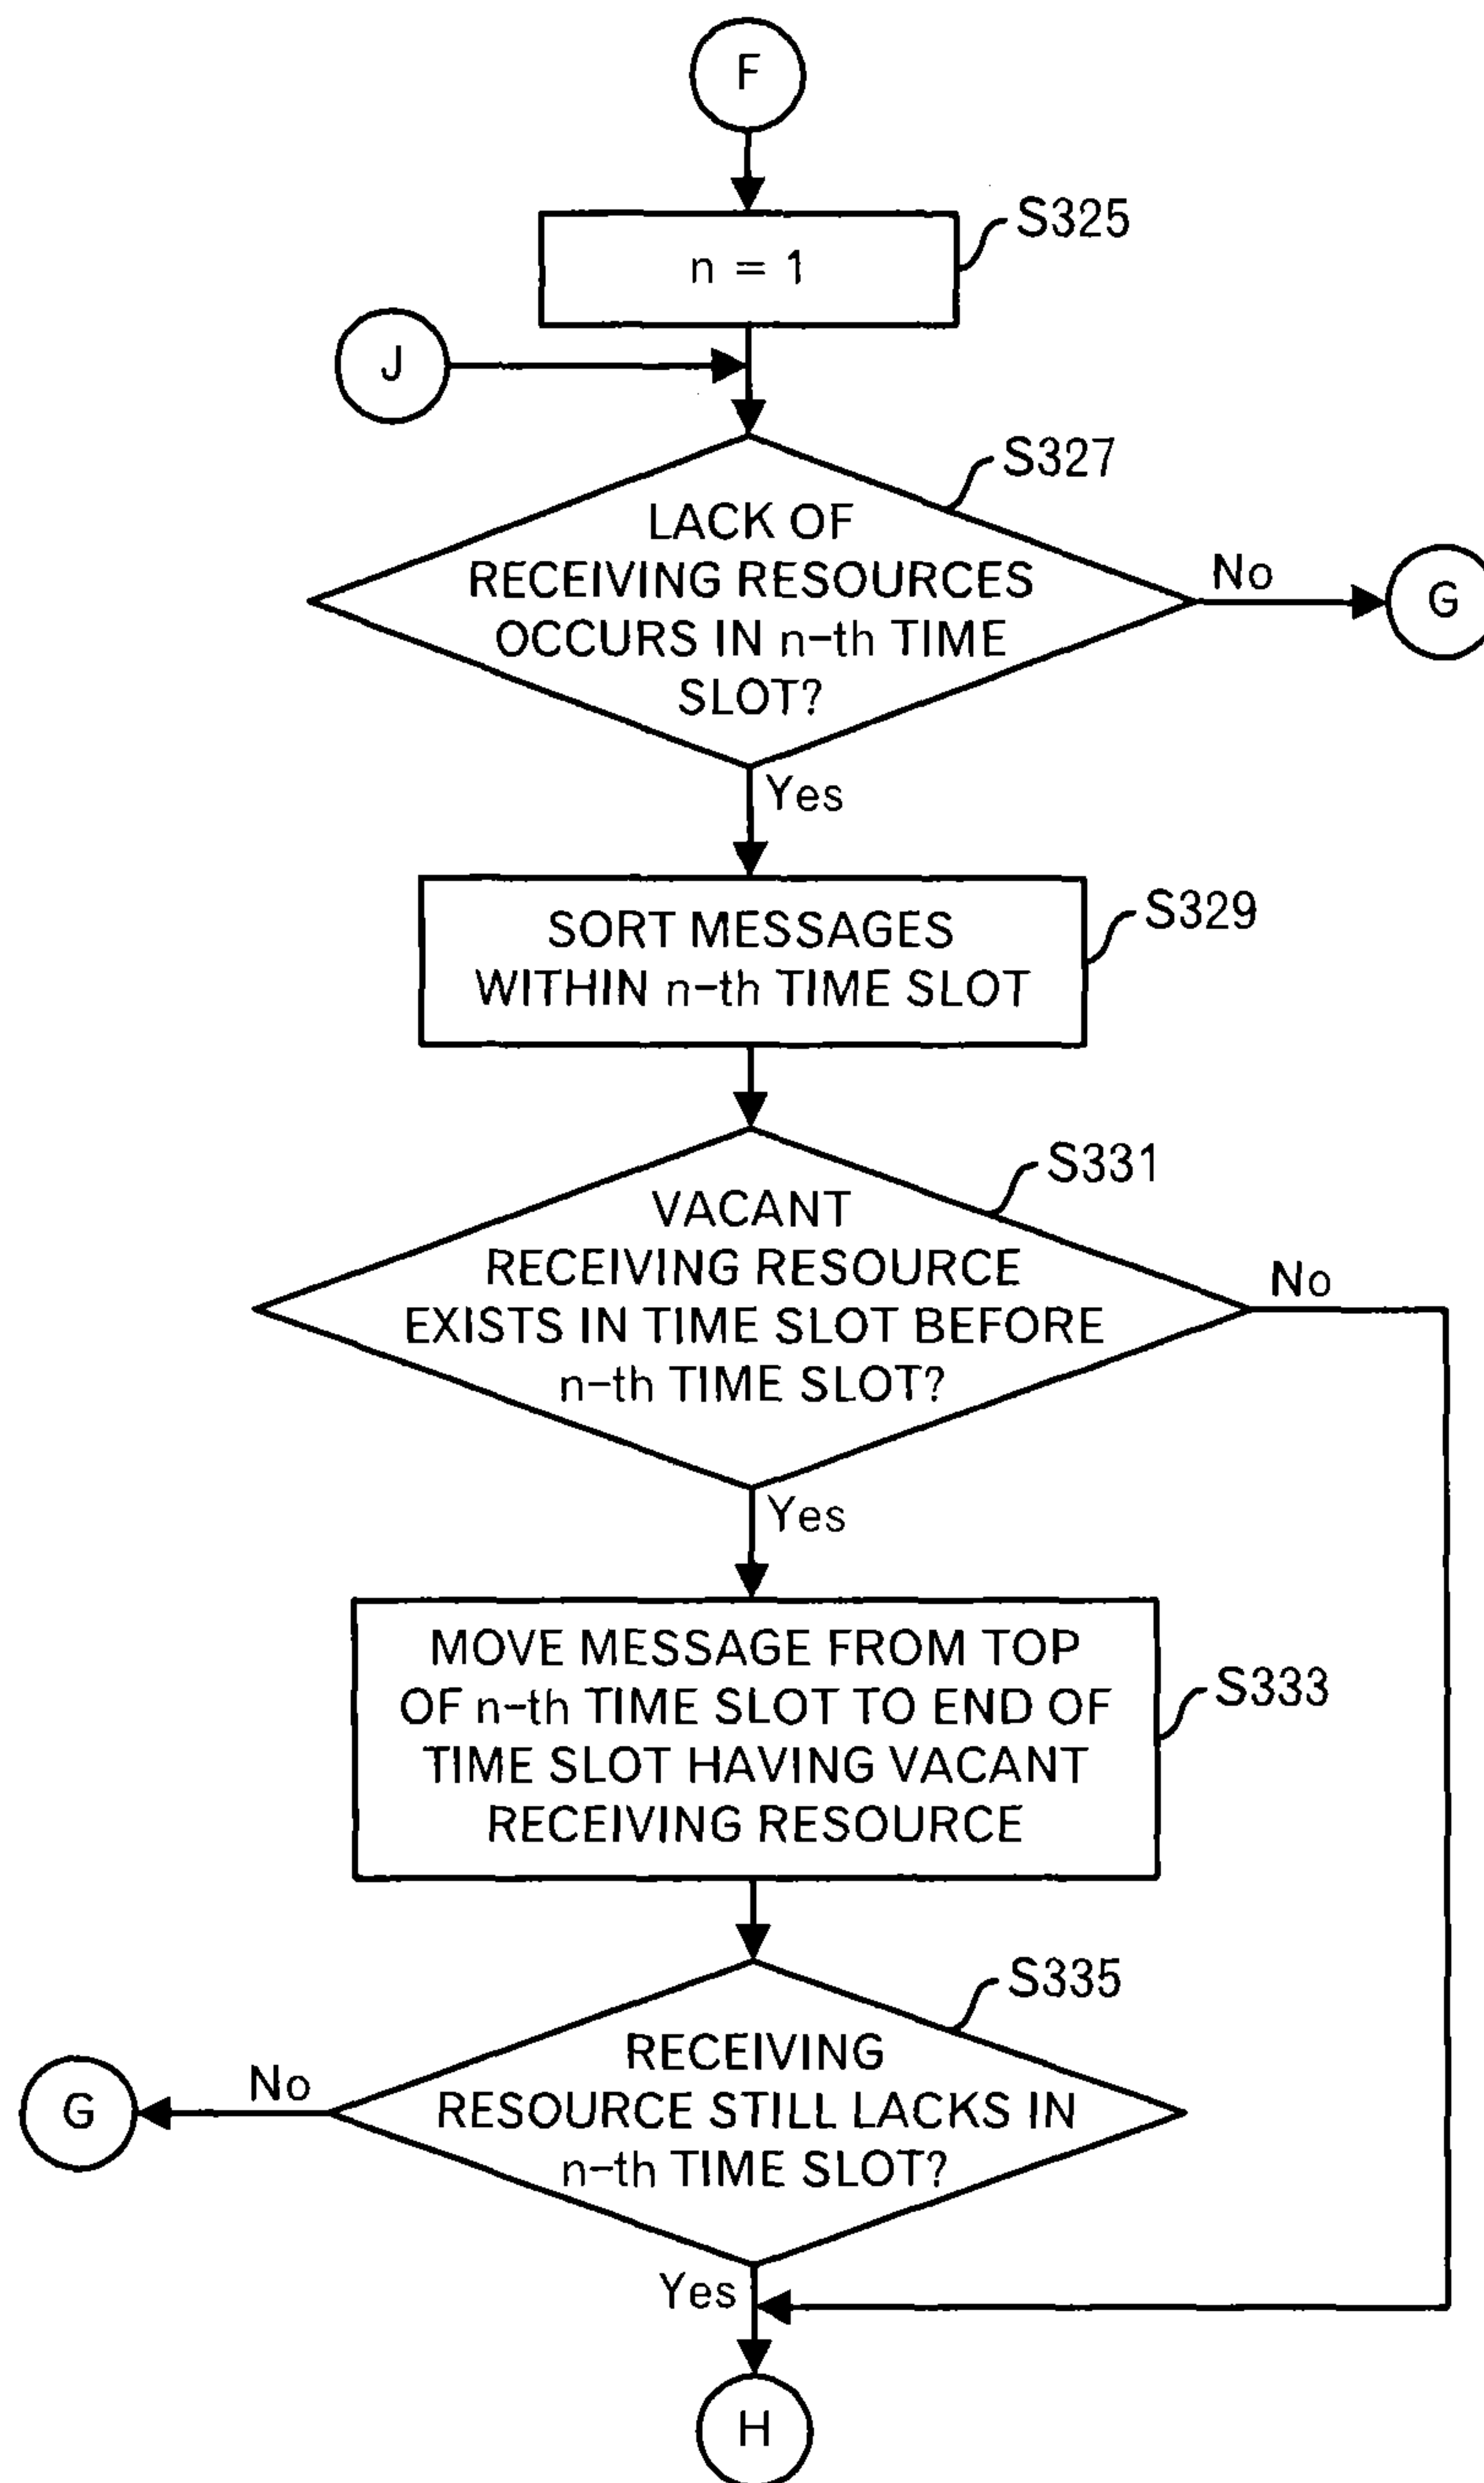 F
S325
n = 1
J
S327
LACK OF
RECEIVING RESOURCES
OCCURS IN n-th TIME
SLOT?
No
G
Yes
S329
SORT MESSAGES
WITHIN n-th TIME SLOT
S331
VACANT
RECEIVING RESOURCE
EXISTS IN TIME SLOT BEFORE
n-th TIME SLOT?
No
Yes
MOVE MESSAGE FROM TOP
OF n-th TIME SLOT TO END OF
TIME SLOT HAVING VACANT
RECEIVING RESOURCE
S333
S335
RECEIVING
RESOURCE STILL LACKS IN
n-th TIME SLOT?
No
G
Yes
H